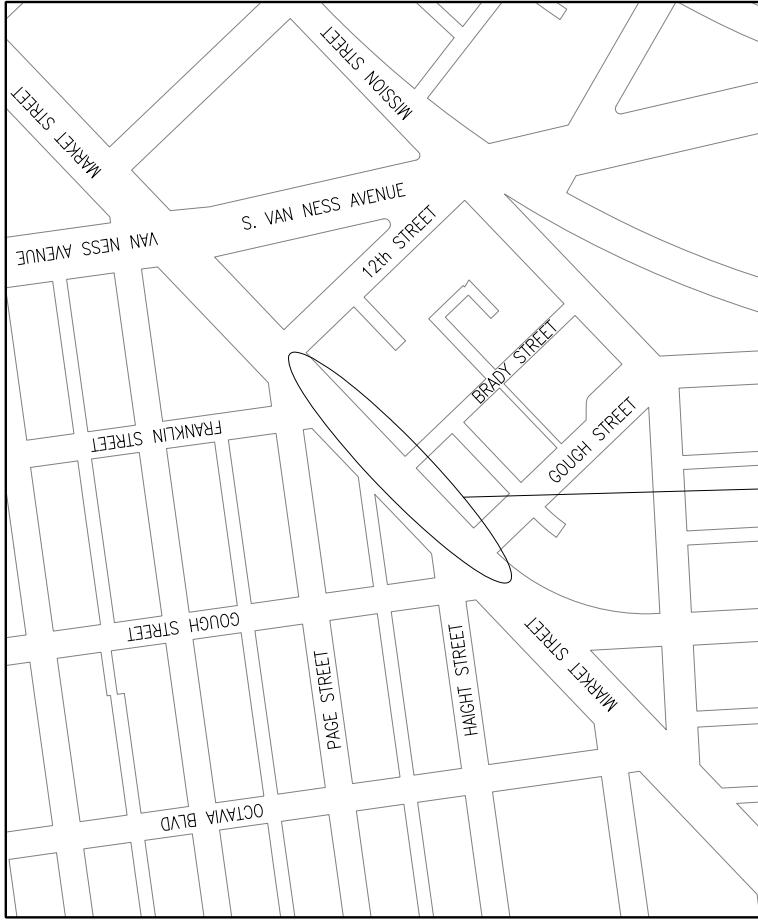 MISSION STREET
MARKET STREET
S. VAN NESS AVENUE
VAN NESS AVENUE
12th STREET
BRADY STREET
FRANKLIN STREET
GOUGH STREET
GOUGH STREET
PAGE STREET
HAIGHT STREET
MIARKET STREET
OCTAVIA BLVD